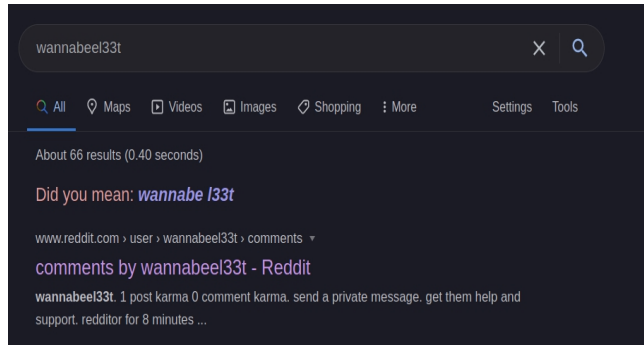 wannabeel33t
All Maps Videos Images Shopping More Settings Tools
About 66 results (0.40 seconds)
Did you mean: wannabe l33t
www.reddit.com › user › wannabeel33t › comments
comments by wannabeel33t - Reddit
wannabeel33t. 1 post karma 0 comment karma. send a private message. get them help and
support. redditor for 8 minutes ...